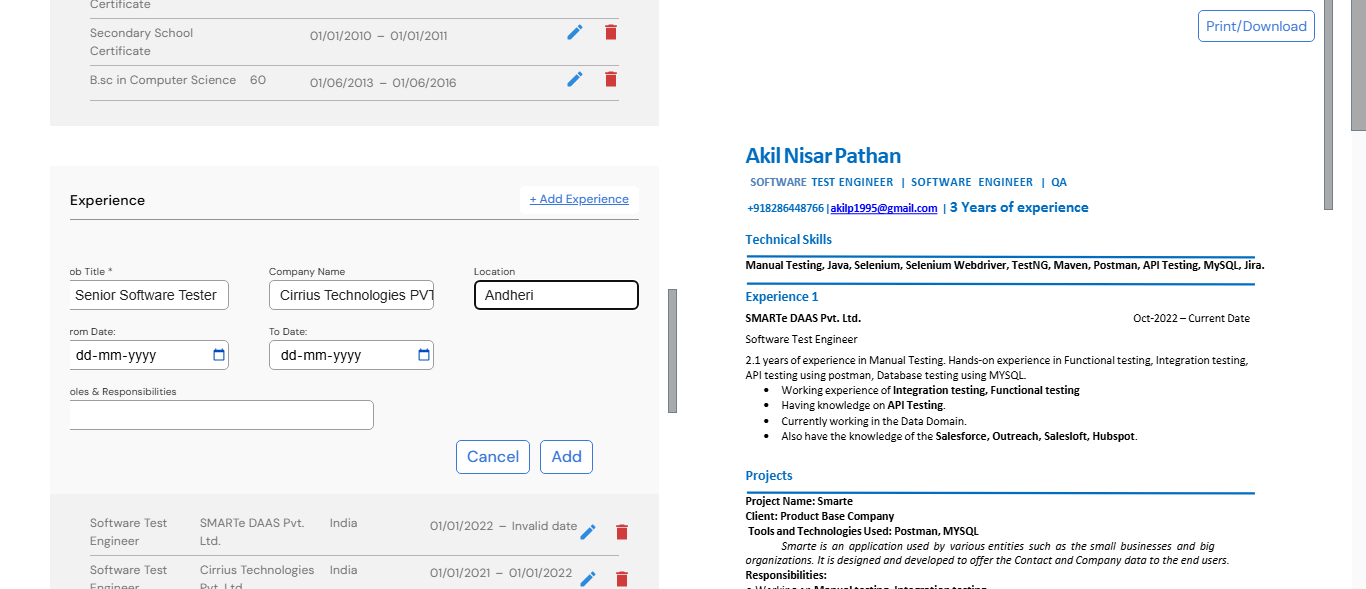 Certificate
Secondary School
Certificate
01/01/2010 – 01/01/2011
B.sc in Computer Science 60
01/06/2013 – 01/06/2016
Experience
+ Add Experience
ob Title *
Company Name
Location
Senior Software Tester
Cirrius Technologies PVT
Andheri
rom Date:
To Date:
dd-mm-yyyy
dd-mm-yyyy
oles & Responsibilities
Cancel
Add
Software Test
Engineer
SMARTe DAAS Pvt.
Ltd.
India
01/01/2022 – Invalid date
Software Test
Engineer
Cirrius Technologies
Pvt. Ltd
India
01/01/2021 – 01/01/2022
Print/Download
Akil Nisar Pathan
SOFTWARE TEST ENGINEER | SOFTWARE ENGINEER | QA
+918286448766 |akilp1995@gmail.com | 3 Years of experience
Technical Skills
Manual Testing, Java, Selenium, Selenium Webdriver, TestNG, Maven, Postman, API Testing, MySQL, Jira.
Experience 1
SMARTe DAAS Pvt. Ltd. Oct-2022 – Current Date
Software Test Engineer
2.1 years of experience in Manual Testing. Hands-on experience in Functional testing, Integration testing,
API testing using postman, Database testing using MYSQL.
• Working experience of Integration testing, Functional testing
• Having knowledge on API Testing.
• Currently working in the Data Domain.
• Also have the knowledge of the Salesforce, Outreach, Salesloft, Hubspot.
Projects
Project Name: Smarte
Client: Product Base Company
Tools and Technologies Used: Postman, MYSQL
Smarte is an application used by various entities such as the small businesses and big
organizations. It is designed and developed to offer the Contact and Company data to the end users.
Responsibilities:
• Working on Manual testing, Integration testing